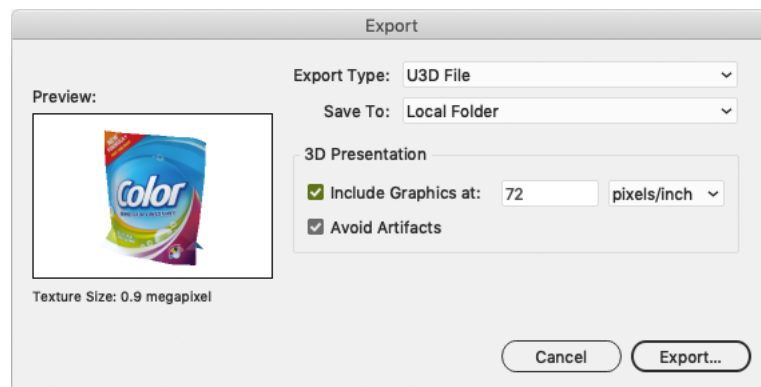 Export
Export Type: U3D File
Preview:
Save To: Local Folder
3D Presentation
Include Graphics at: 72 pixels/inch
Avoid Artifacts
Color
Texture Size: 0.9 megapixel
Cancel Export...